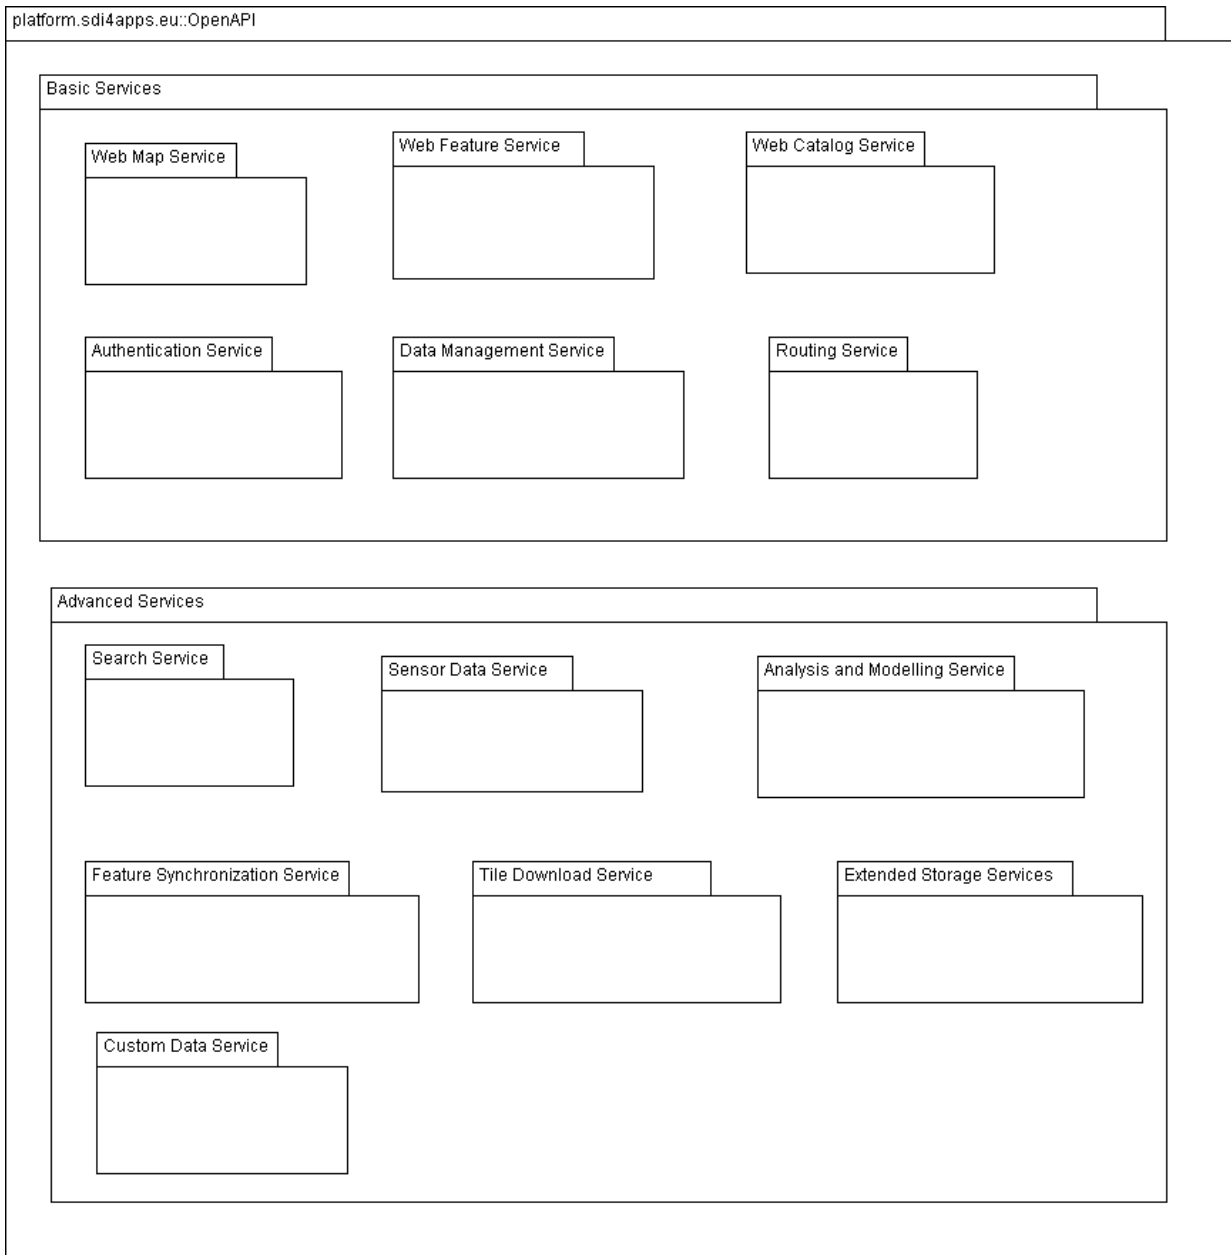 platform.sdi4apps.eu::OpenAPI
Basic Services
Web Map Service
Web Feature Service
Web Catalog Service
Authentication Service
Data Management Service
Routing Service
Advanced Services
Search Service
Sensor Data Service
Analysis and Modelling Service
Feature Synchronization Service
Tile Download Service
Extended Storage Services
Custom Data Service